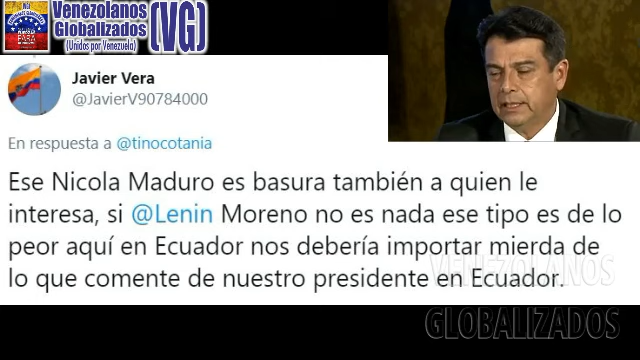 Venezolanos
Globalizados
(Unidos por Venezuela)
(VG)
Javier Vera
@JavierV90784000
En respuesta a @tinocotania
Ese Nicola Maduro es basura también a quien le
interesa, si @Lenin Moreno no es nada ese tipo es de lo
peor aquí en Ecuador nos debería importar mierda de
lo que comente de nuestro presidente en Ecuador.
VENEZOLANOS
GLOBALIZADOS